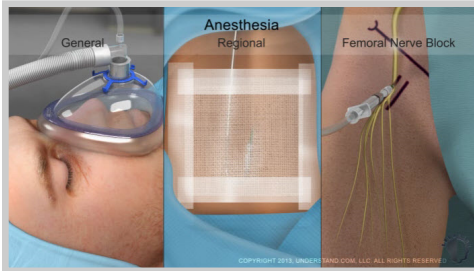 Anesthesia
General
Regional
Femoral Nerve Block
COPYRIGHT 2013, UNDERSTAND.COM, LLC ALL RIGHTS RESERVED